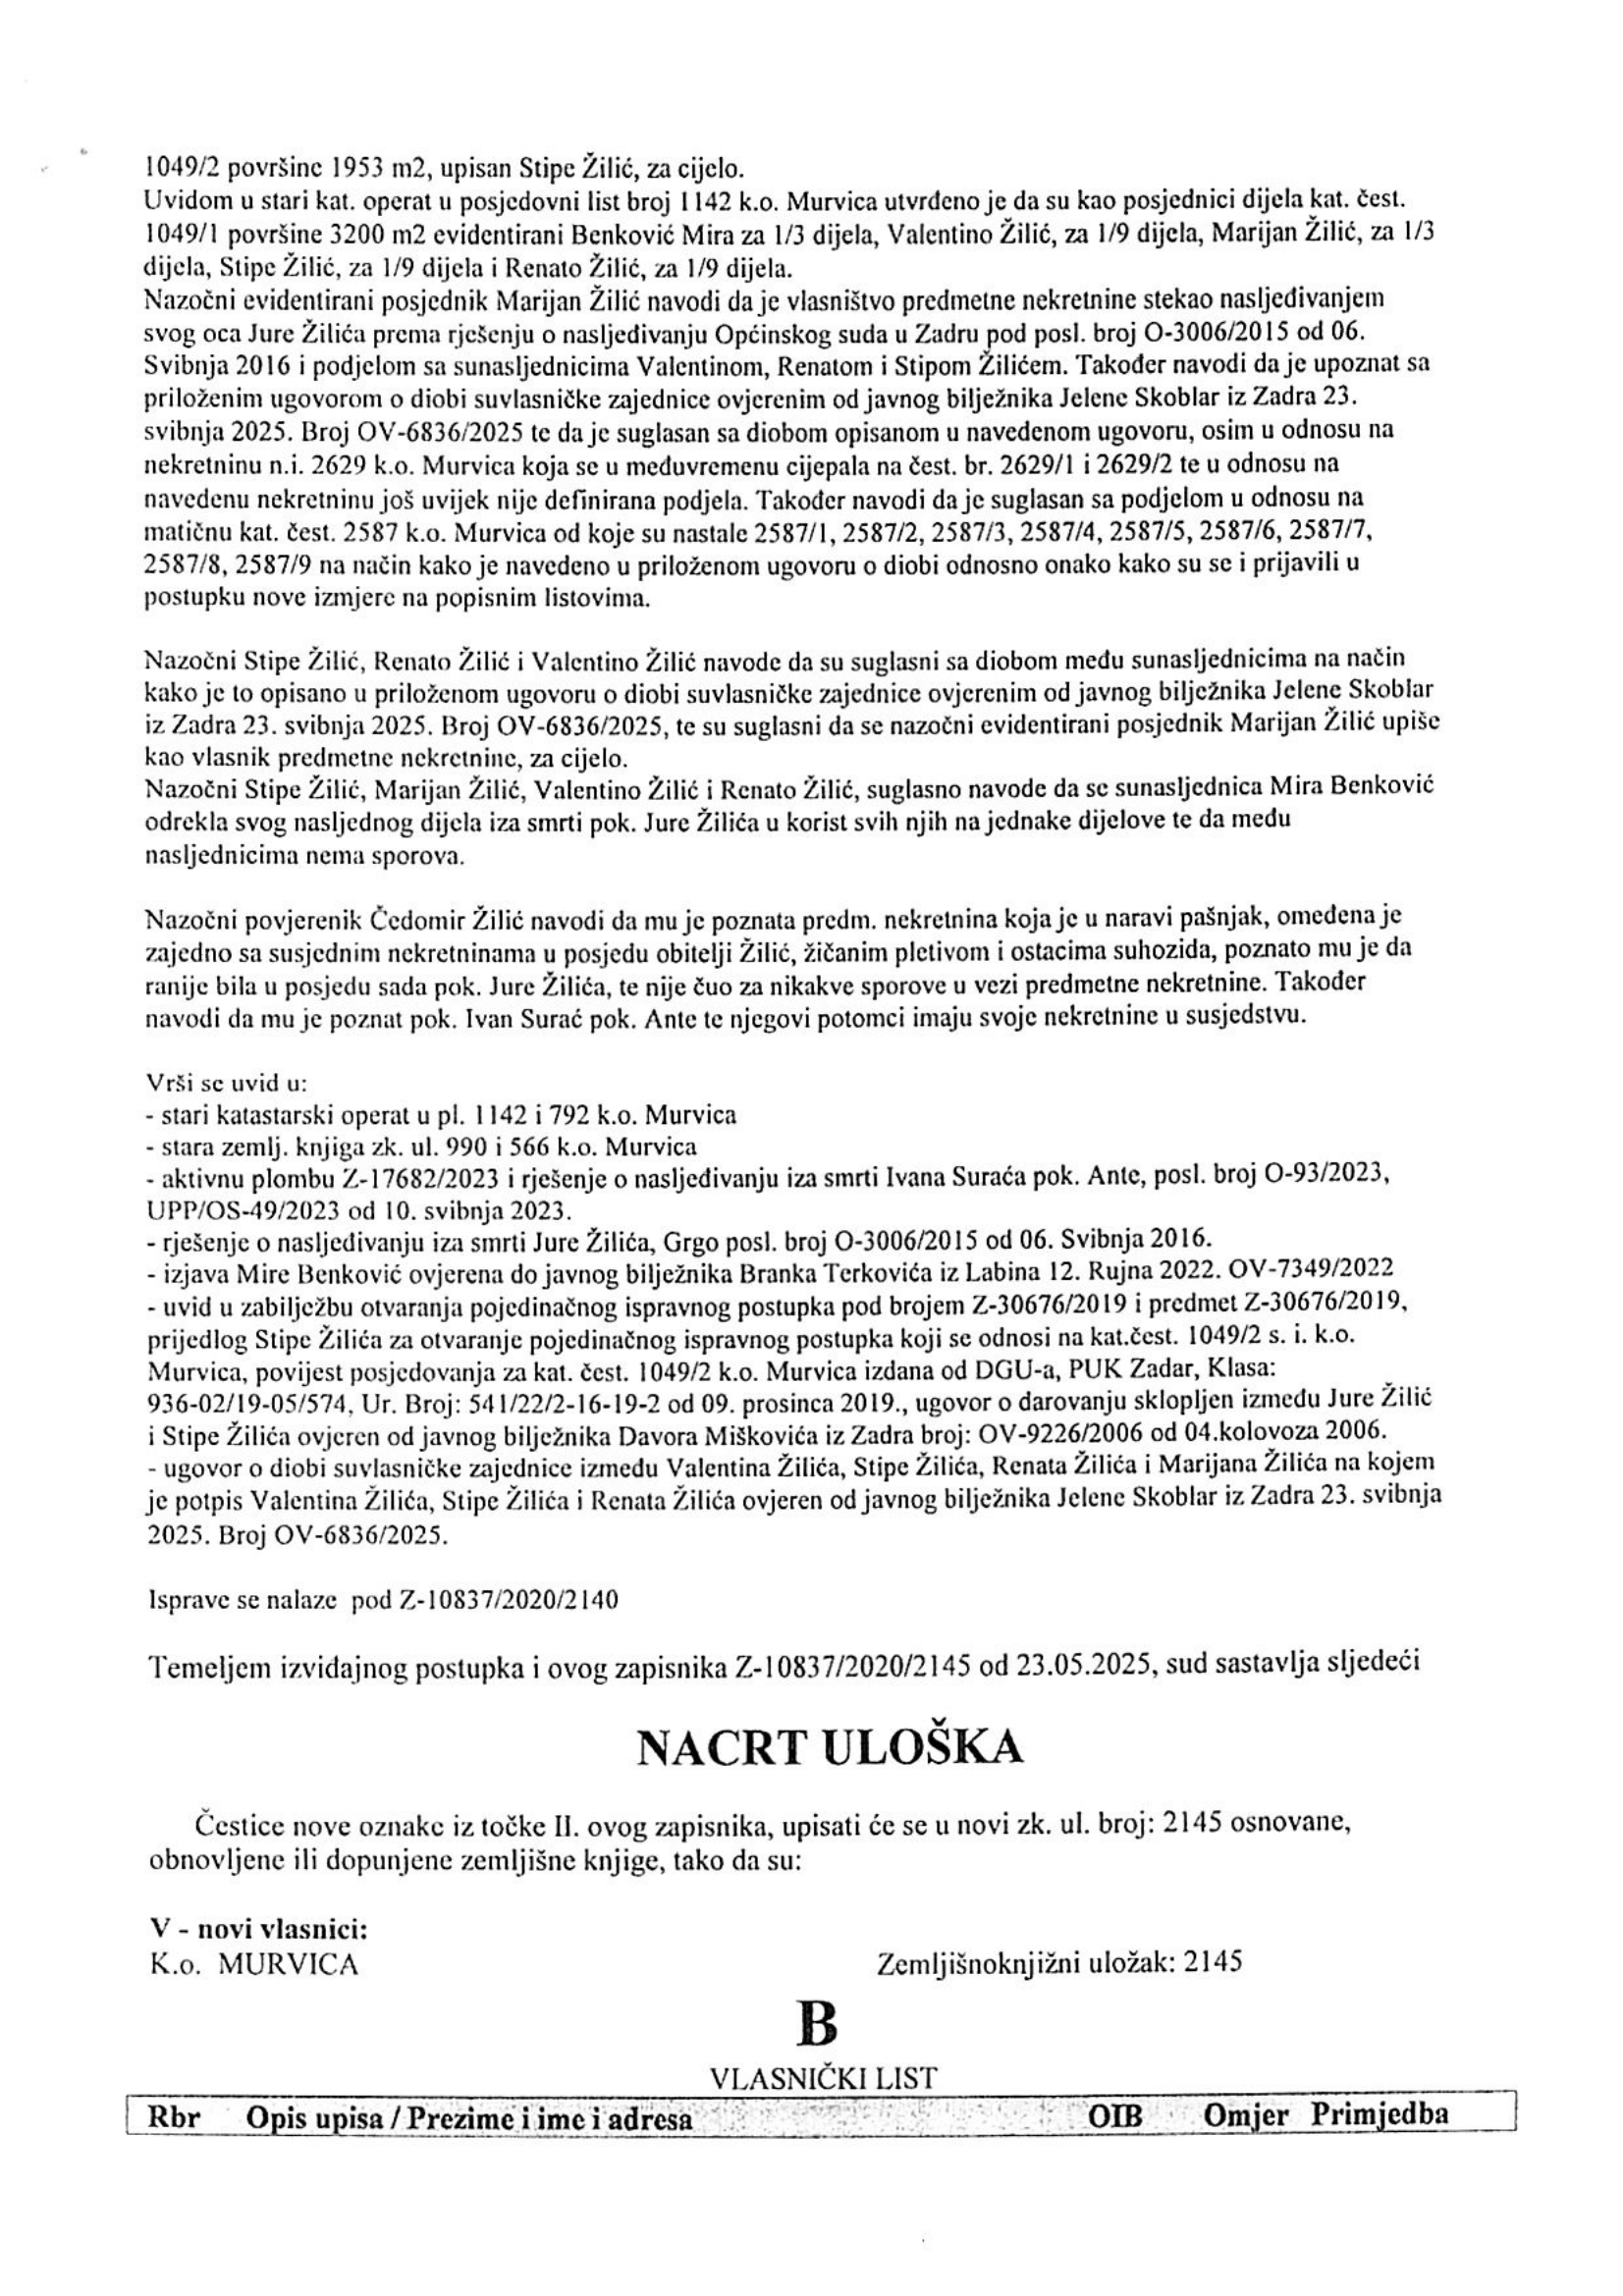 1049/2 površine 1953 m2, upisan Stipe Žilić, za cijelo.
Uvidom u stari kat. operat u posjedovni list broj 1142 k.o. Murvica utvrđeno je da su kao posjednici dijela kat. čest.
1049/1 površine 3200 m2 evidentirani Benković Mira za 1/3 dijela, Valentino Žilić, za 1/9 dijela, Marijan Žilić, za 1/3
dijela, Stipe Žilić, za 1/9 dijela i Renato Žilić, za 1/9 dijela.
Nazočni evidentirani posjednik Marijan Žilić navodi da je vlasništvo predmetne nekretnine stekao nasljeđivanjem
svog oca Jure Žilića prema rješenju o nasljeđivanju Općinskog suda u Zadru pod posl. broj O-3006/2015 od 06.
Svibnja 2016 i podjelom sa sunasljednicima Valentinom, Renatom i Stipom Žilićem. Također navodi da je upoznat sa
priloženim ugovorom o diobi suvlasničke zajednice ovjerenim od javnog bilježnika Jelene Skoblar iz Zadra 23.
svibnja 2025. Broj OV-6836/2025 te da je suglasan sa diobom opisanom u navedenom ugovoru, osim u odnosu na
nekretninu n.i. 2629 k.o. Murvica koja se u međuvremenu cijepala na čest. br. 2629/1 i 2629/2 te u odnosu na
navedenu nekretninu još uvijek nije definirana podjela. Također navodi da je suglasan sa podjelom u odnosu na
matičnu kat. čest. 2587 k.o. Murvica od koje su nastale 2587/1, 2587/2, 2587/3, 2587/4, 2587/5, 2587/6, 2587/7,
2587/8, 2587/9 na način kako je navedeno u priloženom ugovoru o diobi odnosno onako kako su se i prijavili u
postupku nove izmjere na popisnim listovima.
Nazočni Stipe Žilić, Renato Žilić i Valentino Žilić navode da su suglasni sa diobom među sunasljednicima na način
kako je to opisano u priloženom ugovoru o diobi suvlasničke zajednice ovjerenim od javnog bilježnika Jelene Skoblar
iz Zadra 23. svibnja 2025. Broj OV-6836/2025, te su suglasni da se nazočni evidentirani posjednik Marijan Žilić upiše
kao vlasnik predmetne nekretnine, za cijelo.
Nazočni Stipe Žilić, Marijan Žilić, Valentino Žilić i Renato Žilić, suglasno navode da se sunasljednica Mira Benković
odrekla svog nasljednog dijela iza smrti pok. Jure Žilića u korist svih njih na jednake dijelove te da među
nasljednicima nema sporova.
Nazočni povjerenik Čedomir Žilić navodi da mu je poznata predm. nekretnina koja je u naravi pašnjak, omeđena je
zajedno sa susjednim nekretninama u posjedu obitelji Žilić, žičanim pletivom i ostacima suhozida, poznato mu je da
ranije bila u posjedu sada pok. Jure Žilića, te nije čuo za nikakve sporove u vezi predmetne nekretnine. Također
navodi da mu je poznat pok. Ivan Surać pok. Ante te njegovi potomci imaju svoje nekretnine u susjedstvu.
Vrši se uvid u:
- stari katastarski operat u pl. 1142 i 792 k.o. Murvica
- stara zemlj. knjiga zk. ul. 990 i 566 k.o. Murvica
- aktivnu plombu Z-17682/2023 i rješenje o nasljeđivanju iza smrti Ivana Suraća pok. Ante, posl. broj O-93/2023,
UPP/OS-49/2023 od 10. svibnja 2023.
- rješenje o nasljeđivanju iza smrti Jure Žilića, Grgo posl. broj O-3006/2015 od 06. Svibnja 2016.
- izjava Mire Benković ovjerena do javnog bilježnika Branka Terkovića iz Labina 12. Rujna 2022. OV-7349/2022
- uvid u zabilježbu otvaranja pojedinačnog ispravnog postupka pod brojem Z-30676/2019 i predmet Z-30676/2019,
prijedlog Stipe Žilića za otvaranje pojedinačnog ispravnog postupka koji se odnosi na kat.čest. 1049/2 s. i. k.o.
Murvica, povijest posjedovanja za kat. čest. 1049/2 k.o. Murvica izdana od DGU-a, PUK Zadar, Klasa:
936-02/19-05/574, Ur. Broj: 541/22/2-16-19-2 od 09. prosinca 2019., ugovor o darovanju sklopljen između Jure Žilić
i Stipe Žilića ovjeren od javnog bilježnika Davora Miškovića iz Zadra broj: OV-9226/2006 od 04.kolovoza 2006.
- ugovor o diobi suvlasničke zajednice između Valentina Žilića, Stipe Žilića, Renata Žilića i Marijana Žilića na kojem
je potpis Valentina Žilića, Stipe Žilića i Renata Žilića ovjeren od javnog bilježnika Jelene Skoblar iz Zadra 23. svibnja
2025. Broj OV-6836/2025.
Isprave se nalaze pod Z-10837/2020/2140
Temeljem izviđajnog postupka i ovog zapisnika Z-10837/2020/2145 od 23.05.2025, sud sastavlja sljedeći
NACRT ULOŠKA
Čestice nove oznake iz točke II. ovog zapisnika, upisati će se u novi zk. ul. broj: 2145 osnovane,
obnovljene ili dopunjene zemljišne knjige, tako da su:
V - novi vlasnici:
K.o. MURVICA Zemljišnoknjižni uložak: 2145
B
VLASNIČKI LIST
Rbr Opis upisa / Prezime i ime i adresa OIB Omjer Primjedba